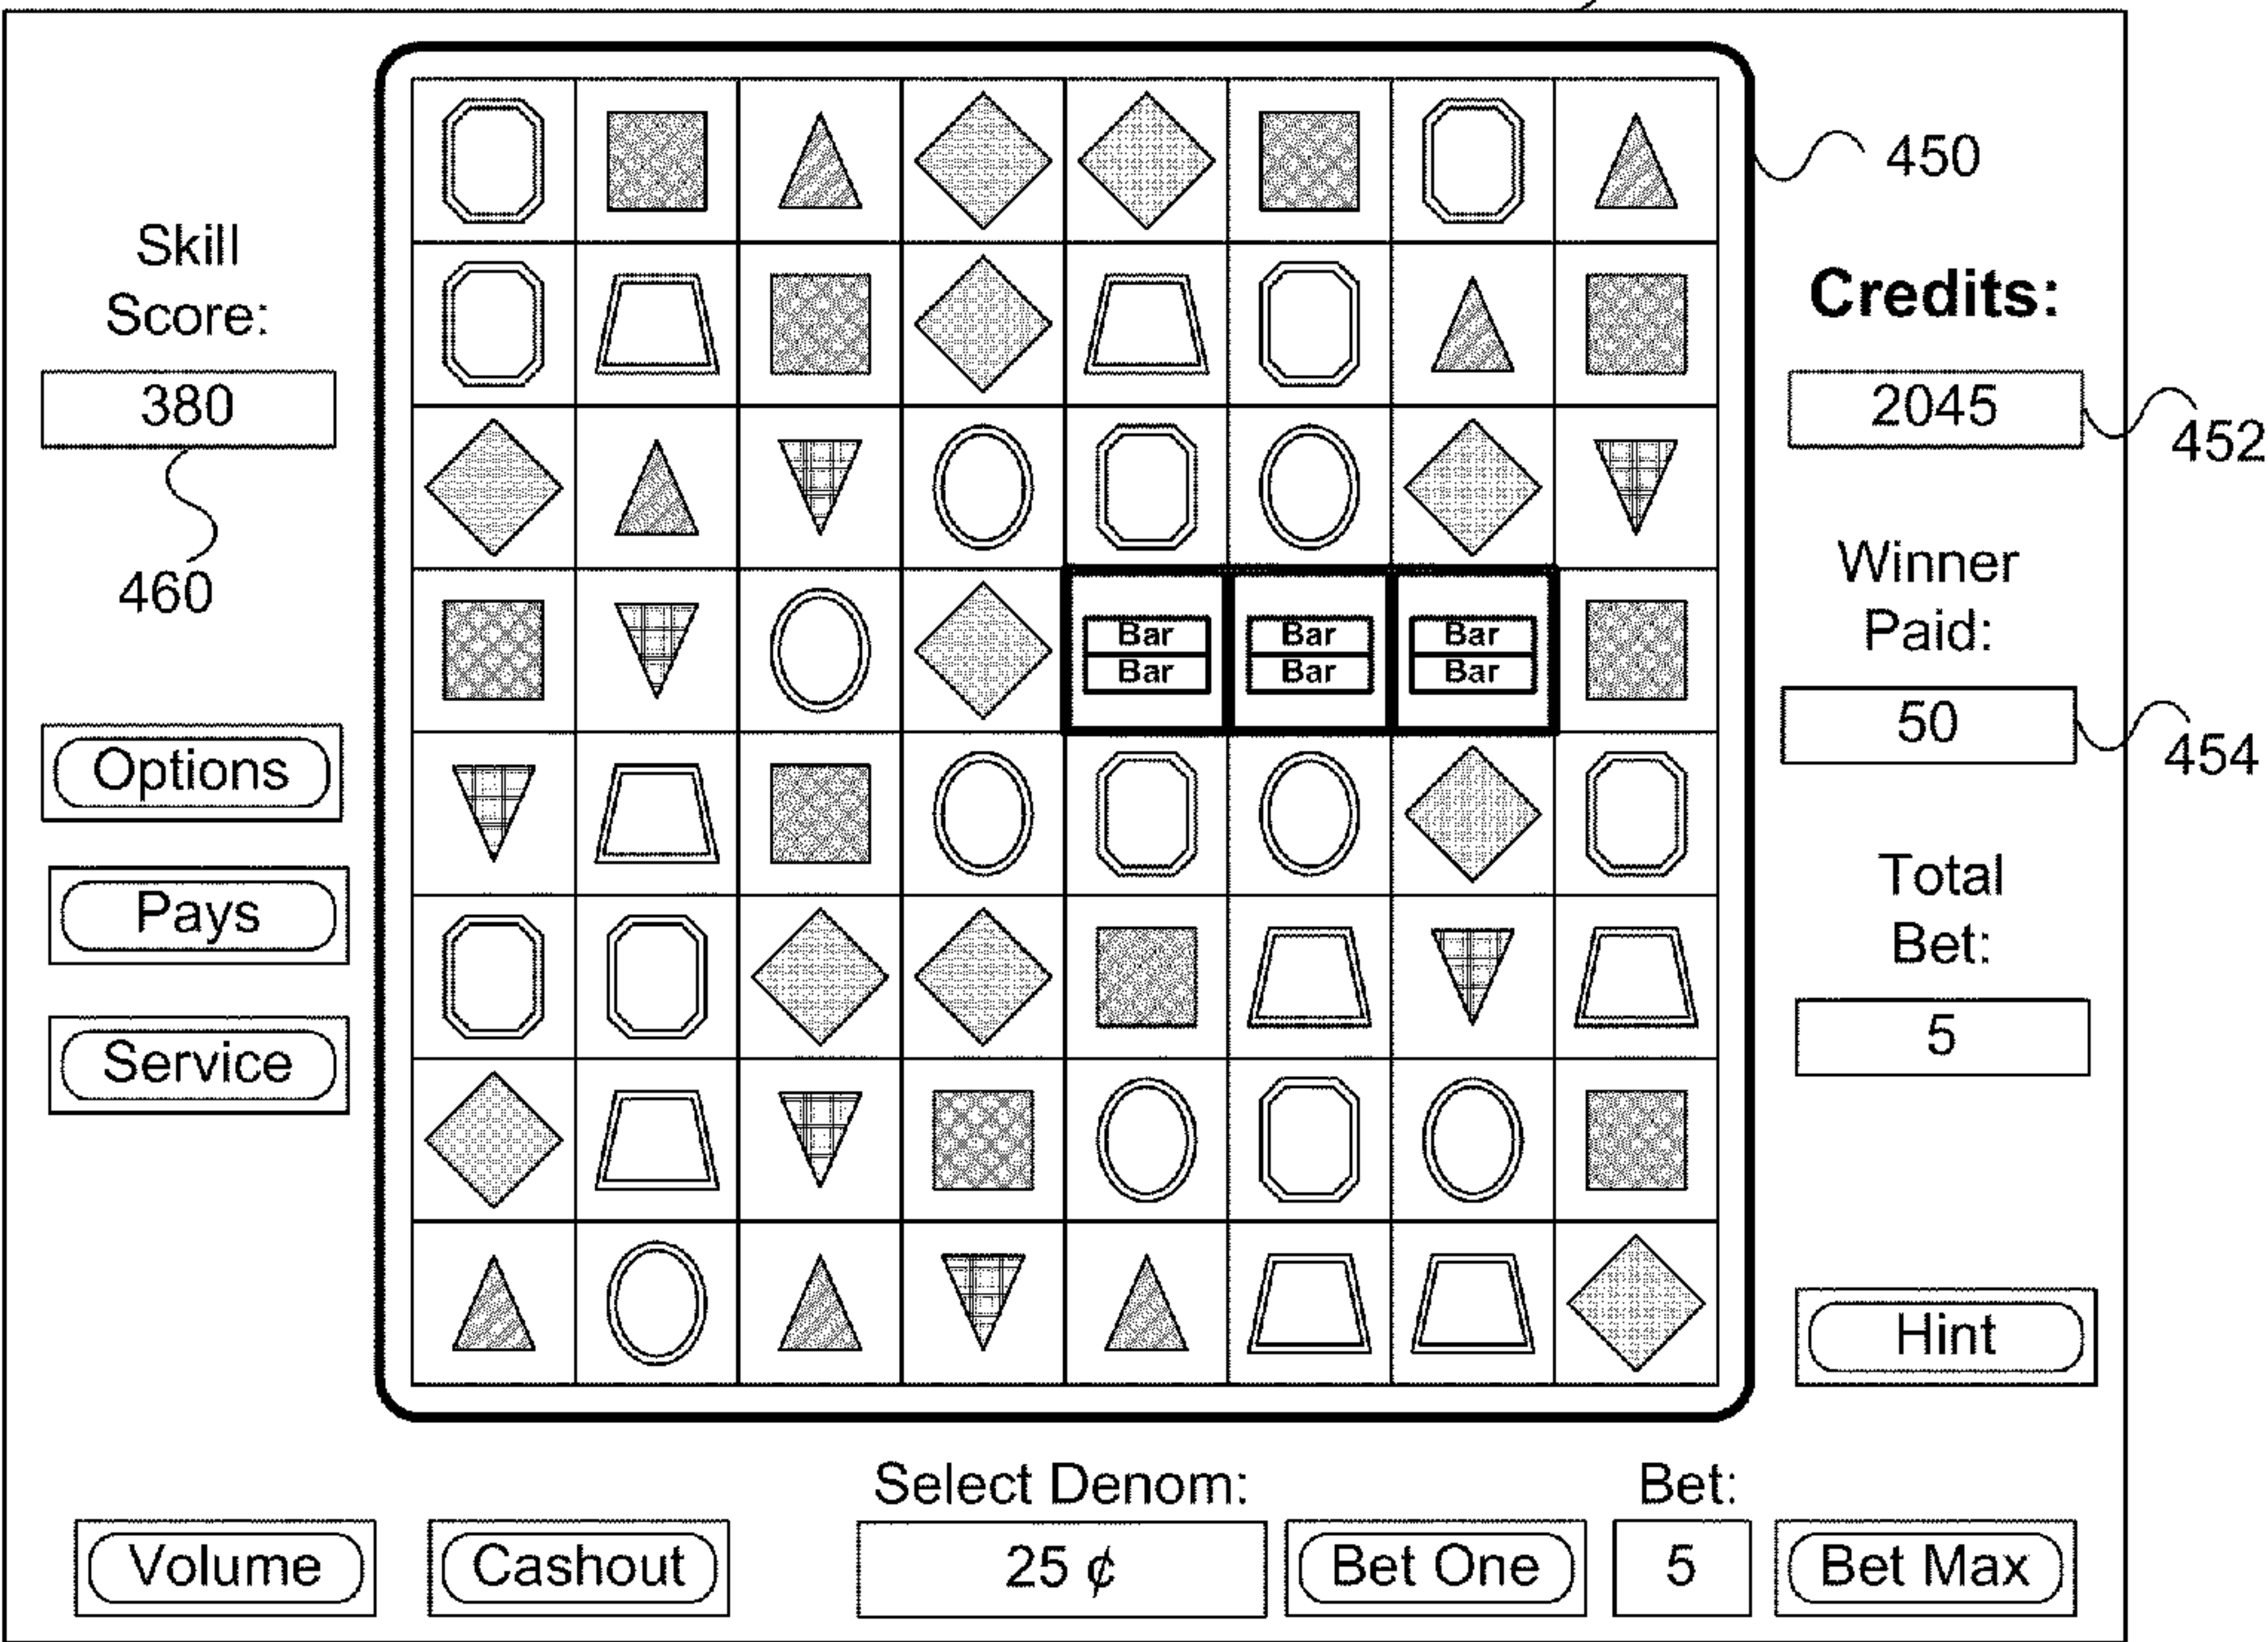 450
Skill
Score:
380
460
Credits:
2045
452
Winner
Paid:
50
454
Bar Bar Bar
Bar Bar Bar
Options
Pays
Service
Total
Bet:
5
Hint
Select Denom:
Bet:
Volume
Cashout
25 ¢
Bet One
5
Bet Max